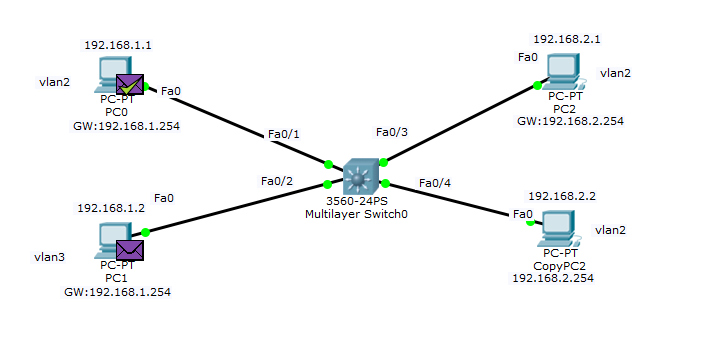 192.168.1.1
vlan2
Fa0
PC-PT
PC0
GW:192.168.1.254
Fa0/1
192.168.2.1
Fa0
vlan2
PC-PT
PC2
GW:192.168.2.254
Fa0/3
Fa0/2
Fa0/4
3560-24PS
Multilayer Switch0
192.168.1.2
Fa0
vlan3
PC-PT
PC1
GW:192.168.1.254
192.168.2.2
Fa0
vlan2
PC-PT
CopyPC2
192.168.2.254